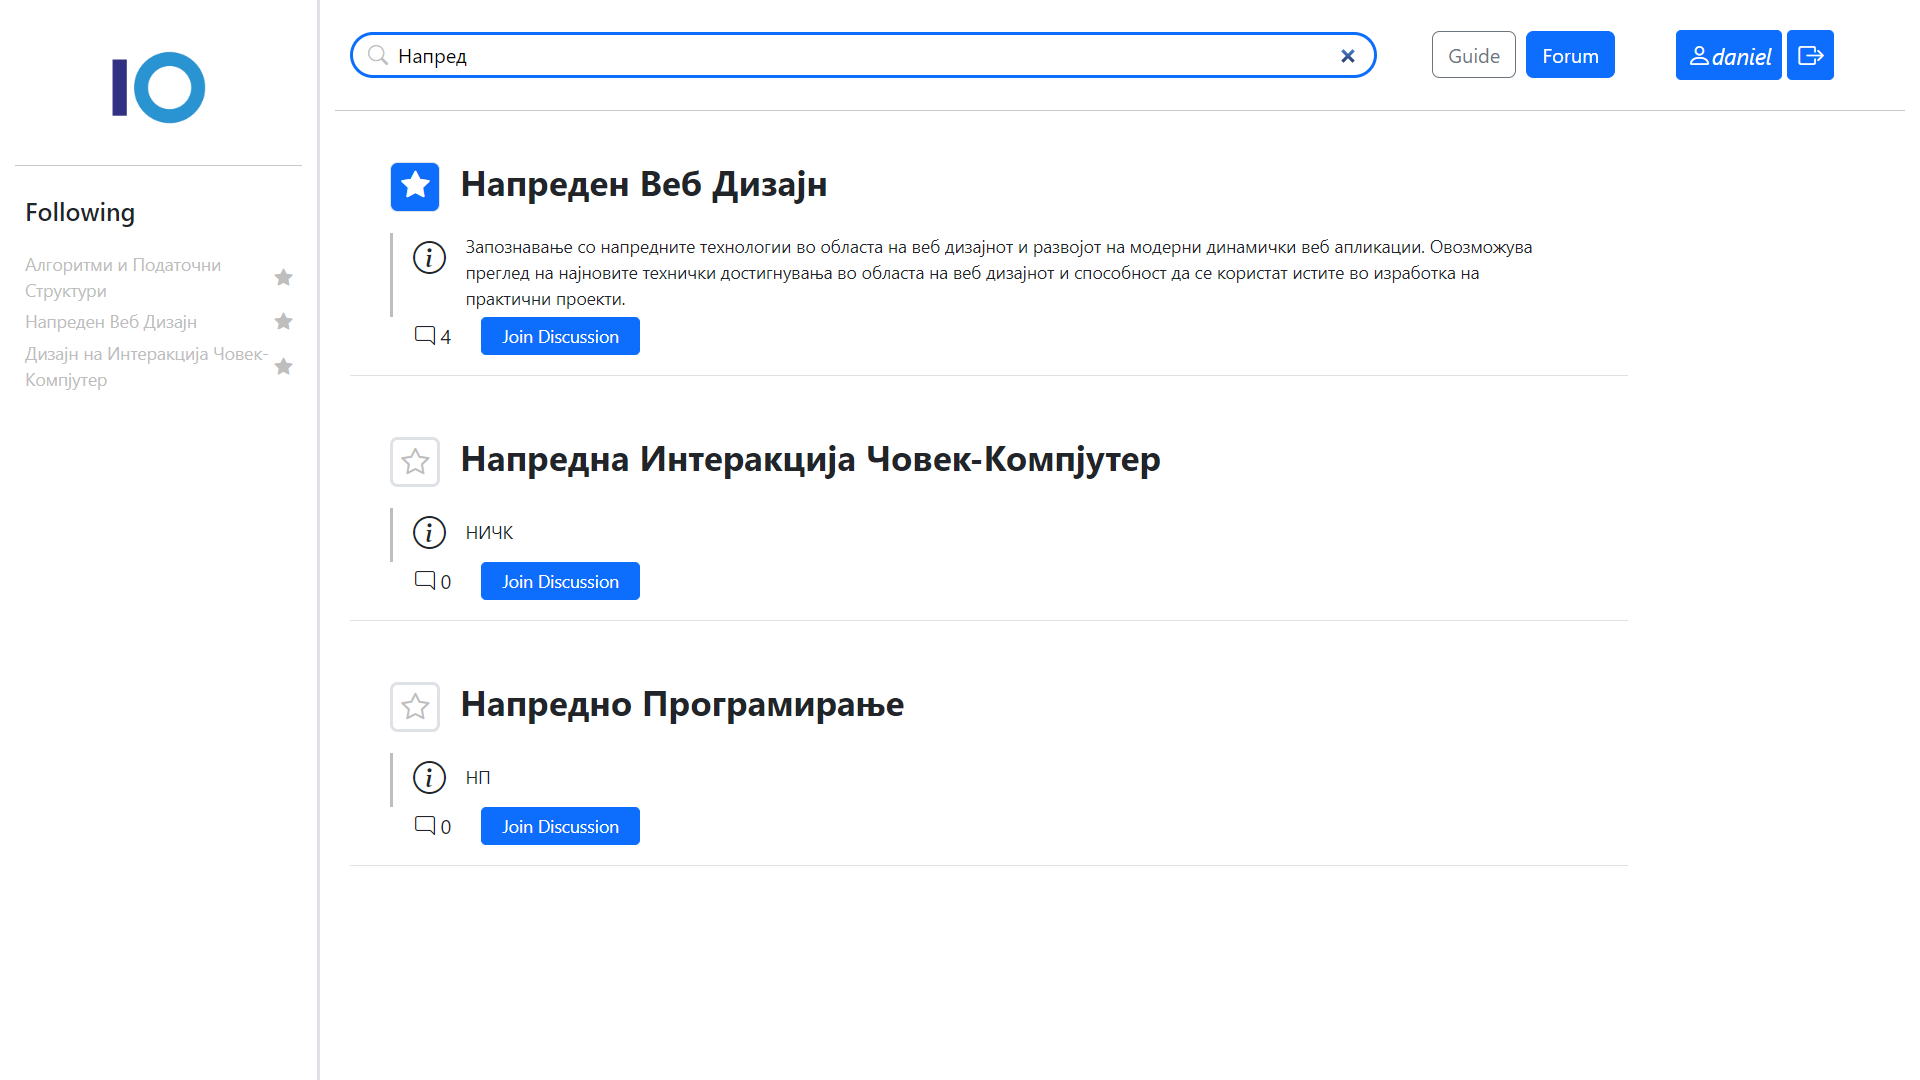 IO
Напред
Guide
Forum
daniel
Following
Алгоритми и Податочни
Структури
Напреден Веб Дизајн
Дизајн на Интеракција Човек-
Компјутер
Напреден Веб Дизајн
Запознавање со напредните технологии во областа на веб дизајнот и развојот на модерни динамички веб апликации. Овозможува
преглед на најновите технички достигнувања во областа на веб дизајнот и способност да се користат истите во изработка на
практични проекти.
4 Join Discussion
Напредна Интеракција Човек-Компјутер
НИЧК
0 Join Discussion
Напредно Програмирање
НП
0 Join Discussion